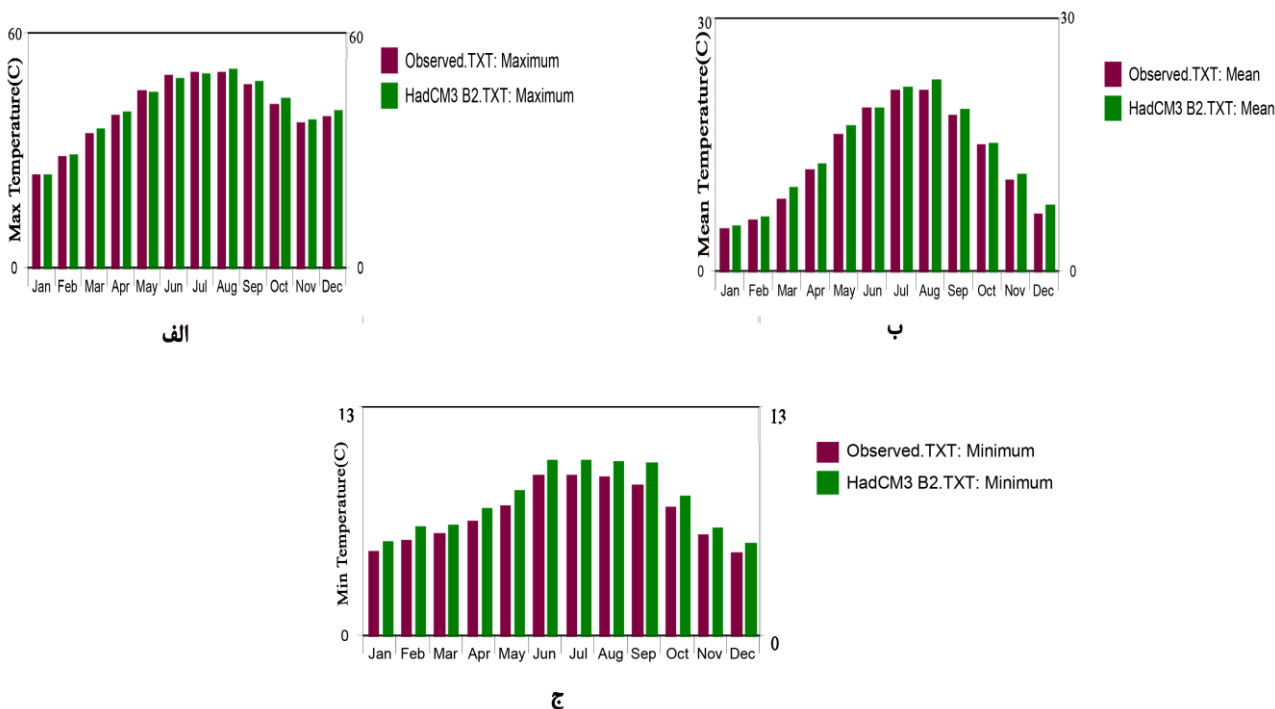 60
60
Max Temperature(C)
0
0
Jan Feb Mar Apr May Jun Jul Aug Sep Oct Nov Dec
Observed.TXT: Maximum
HadCM3 B2.TXT: Maximum
الف
30
30
Mean Temperature(C)
0
0
Jan Feb Mar Apr May Jun Jul Aug Sep Oct Nov Dec
Observed.TXT: Mean
HadCM3 B2.TXT: Mean
ب
13
13
Min Temperature(C)
0
0
Jan Feb Mar Apr May Jun Jul Aug Sep Oct Nov Dec
Observed.TXT: Minimum
HadCM3 B2.TXT: Minimum
ج